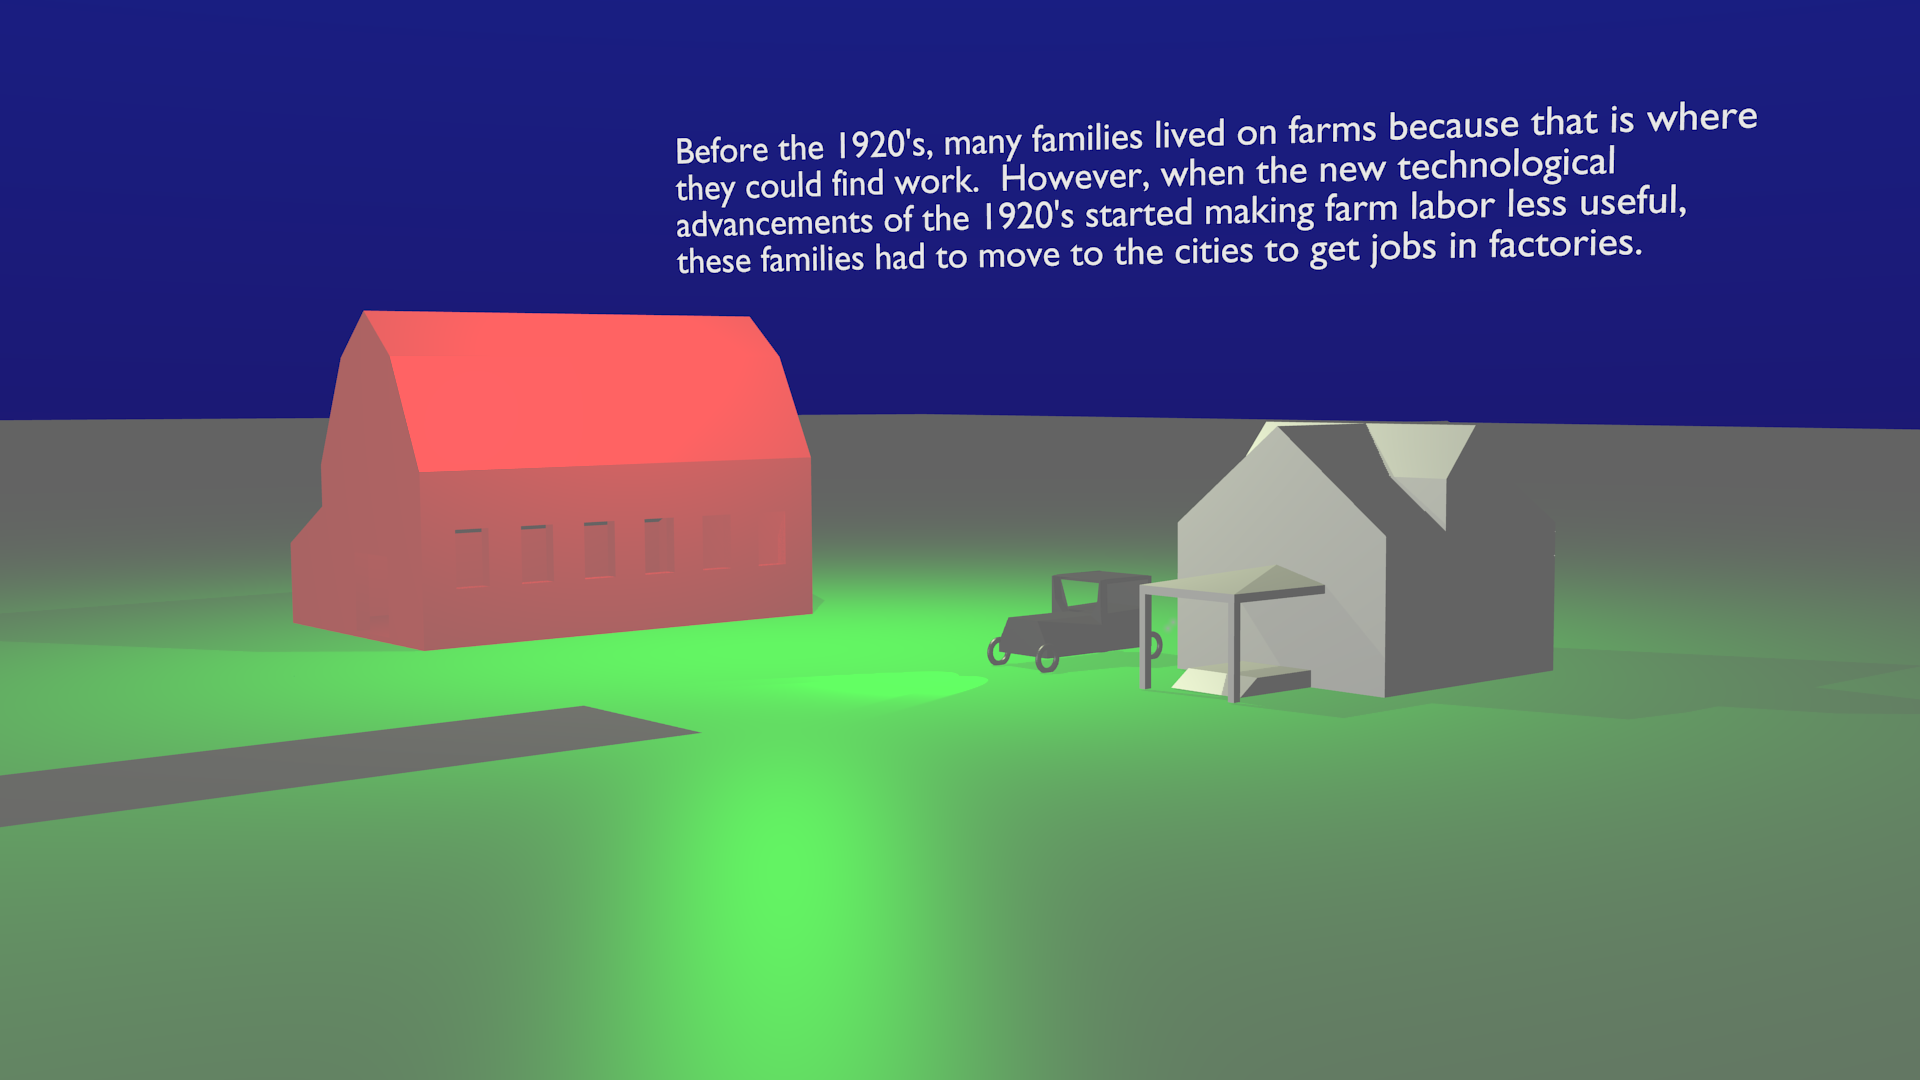 Before the 1920's, many families lived on farms because that is where
they could find work.  However, when the new technological
advancements of the 1920's started making farm labor less useful,
these families had to move to the cities to get jobs in factories.